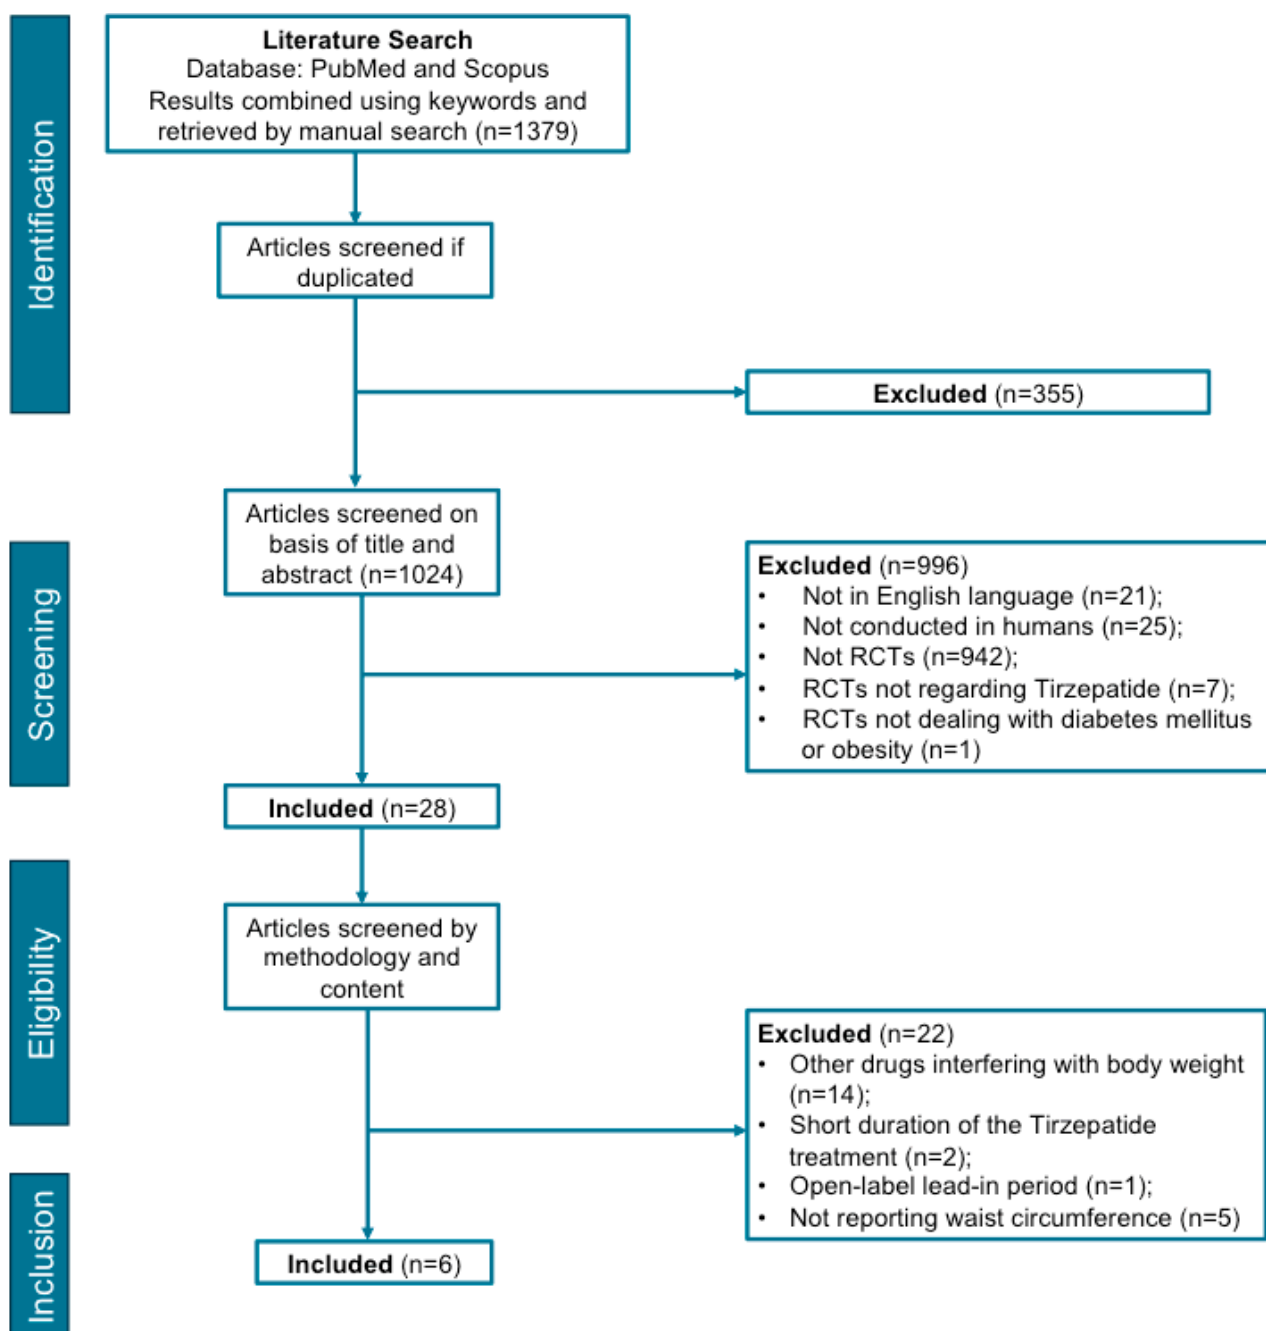 Identification
Literature Search
Database: PubMed and Scopus
Results combined using keywords and
retrieved by manual search (n=1379)
Articles screened if
duplicated
Excluded (n=355)
Screening
Articles screened on
basis of title and
abstract (n=1024)
Excluded (n=996)
• Not in English language (n=21);
• Not conducted in humans (n=25);
• Not RCTs (n=942);
• RCTs not regarding Tirzepatide (n=7);
• RCTs not dealing with diabetes mellitus
or obesity (n=1)
Included (n=28)
Eligibility
Articles screened by
methodology and
content
Excluded (n=22)
• Other drugs interfering with body weight
(n=14);
• Short duration of the Tirzepatide
treatment (n=2);
• Open-label lead-in period (n=1);
• Not reporting waist circumference (n=5)
Inclusion
Included (n=6)